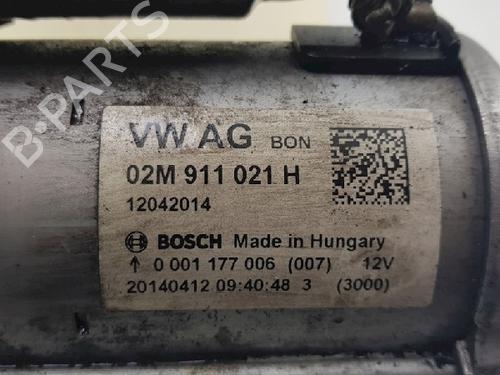 VW AG BON
02M 911 021 H
12042014
BOSCH Made in Hungary
↑ 0 001 177 006 (007) 12V
20140412 09:40:48 3 (3000)
B-PARTS